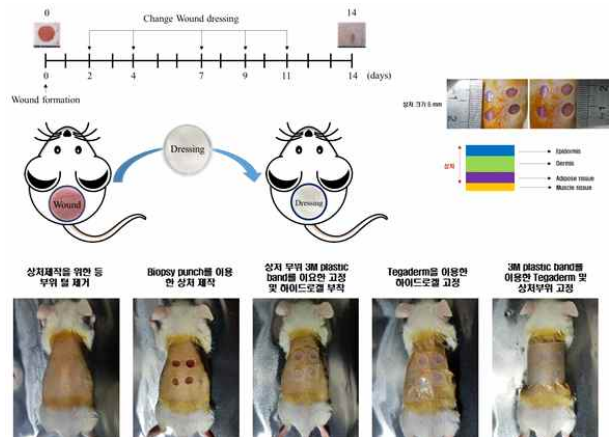 0
14
Change Wound dressing
0
2
4
7
9
11
14
(days)
Wound formation
Dressing
Wound
Dressing
상처 크기 5 mm
상처
Epidermis
Dermis
Adipose tissue
Muscle tissue
상처제작을 위한 등
부위 털 제거
Biopsy punch를 이용
한 상처 제작
상처 부위 3M plastic
band를 이요한 고정
및 하이드로겔 부착
Tegaderm을 이용한
하이드로겔 고정
3M plastic band를
이용한 Tegaderm 및
상처부위 고정